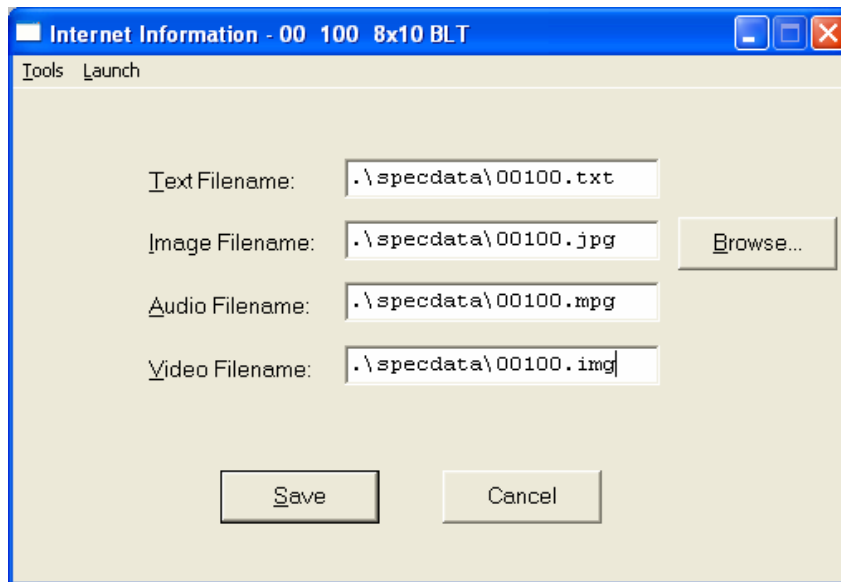 Internet Information - 00  100  8x10 BLT
Tools Launch
Text Filename: .\specdata\00100.txt
Image Filename: .\specdata\00100.jpg Browse...
Audio Filename: .\specdata\00100.mpg
Video Filename: .\specdata\00100.img
Save Cancel